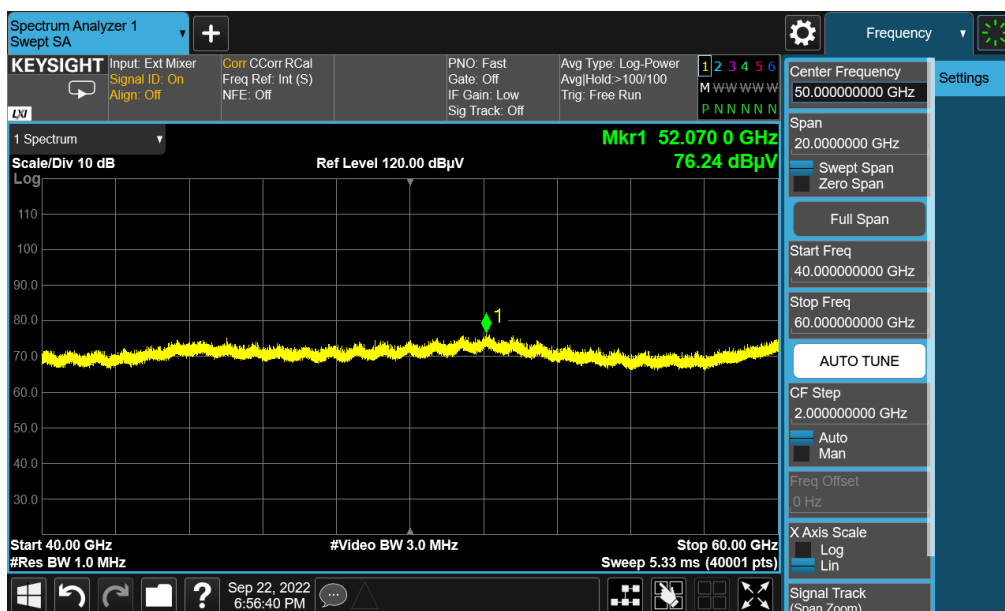 Spectrum Analyzer 1
Swept SA
+
Frequency
KEYSIGHT
LXI
Input: Ext Mixer
Signal ID: On
Align: Off
Corr CCorr RCal
Freq Ref: Int (S)
NFE: Off
PNO: Fast
Gate: Off
IF Gain: Low
Sig Track: Off
Avg Type: Log-Power
Avg|Hold:>100/100
Trig: Free Run
1 2 3 4 5 6
M W W W W W
P N N N N N
Settings
1 Spectrum
Mkr1 52.070 0 GHz
76.24 dBµV
Scale/Div 10 dB
Ref Level 120.00 dBµV
Log
110
100
90.0
80.0
70.0
60.0
50.0
40.0
30.0
1
Start 40.00 GHz
#Video BW 3.0 MHz
Stop 60.00 GHz
#Res BW 1.0 MHz
Sweep 5.33 ms (40001 pts)
Center Frequency
50.000000000 GHz
Span
20.0000000 GHz
Swept Span
Zero Span
Full Span
Start Freq
40.000000000 GHz
Stop Freq
60.000000000 GHz
AUTO TUNE
CF Step
2.000000000 GHz
Auto
Man
Freq Offset
0 Hz
X Axis Scale
Log
Lin
Signal Track
(Span Zoom)
?
Sep 22, 2022
6:56:40 PM